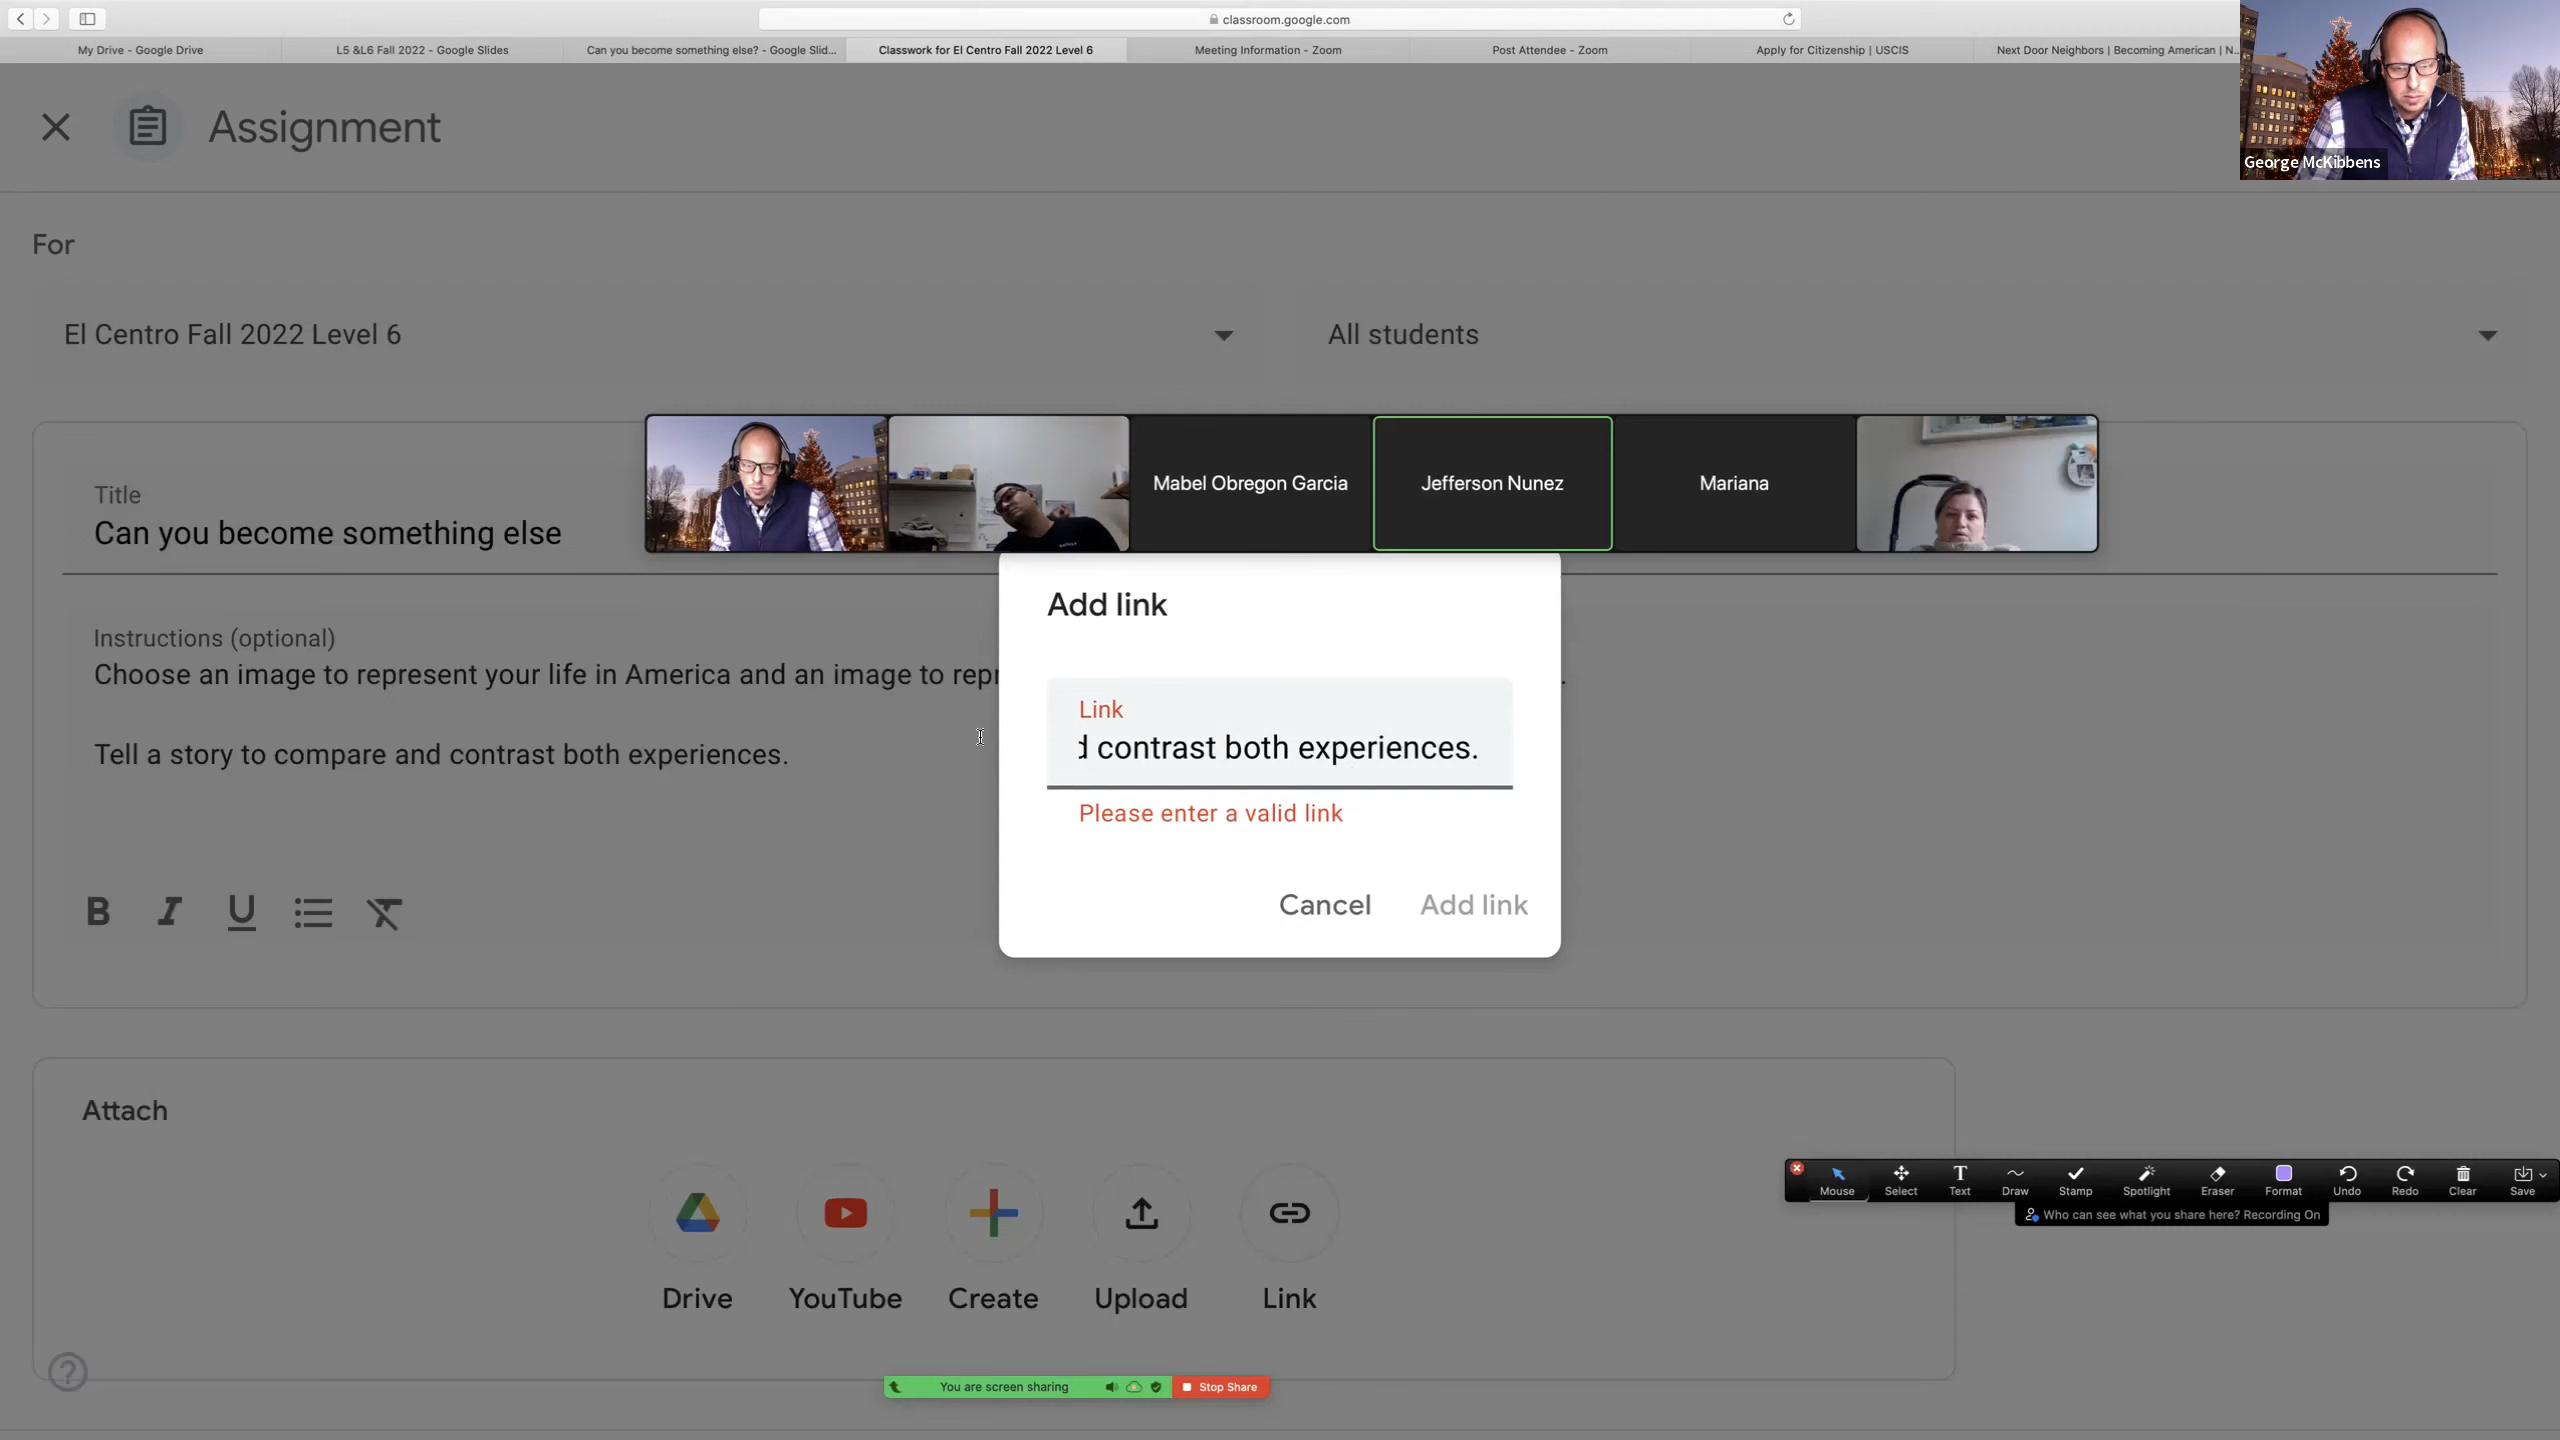 classroom.google.com
My Drive - Google Drive
L5 &L6 Fall 2022 - Google Slides
Can you become something else? - Google Slid...
Classwork for El Centro Fall 2022 Level 6
Meeting Information - Zoom
Post Attendee - Zoom
Apply for Citizenship | USCIS
Next Door Neighbors | Becoming American | N...
George McKibbens
Assignment
For
El Centro Fall 2022 Level 6
All students
Mabel Obregon Garcia
Jefferson Nunez
Mariana
Title
Can you become something else
Add link
Instructions (optional)
Choose an image to represent your life in America and an image to repr
.
Link
d contrast both experiences.
Tell a story to compare and contrast both experiences.
Please enter a valid link
Cancel
Add link
B I U
Attach
Mouse
Select
T
Text
Draw
Stamp
Spotlight
Eraser
Format
Undo
Redo
Clear
Save
Who can see what you share here? Recording On
Drive
YouTube
Create
Upload
Link
?
You are screen sharing
Stop Share